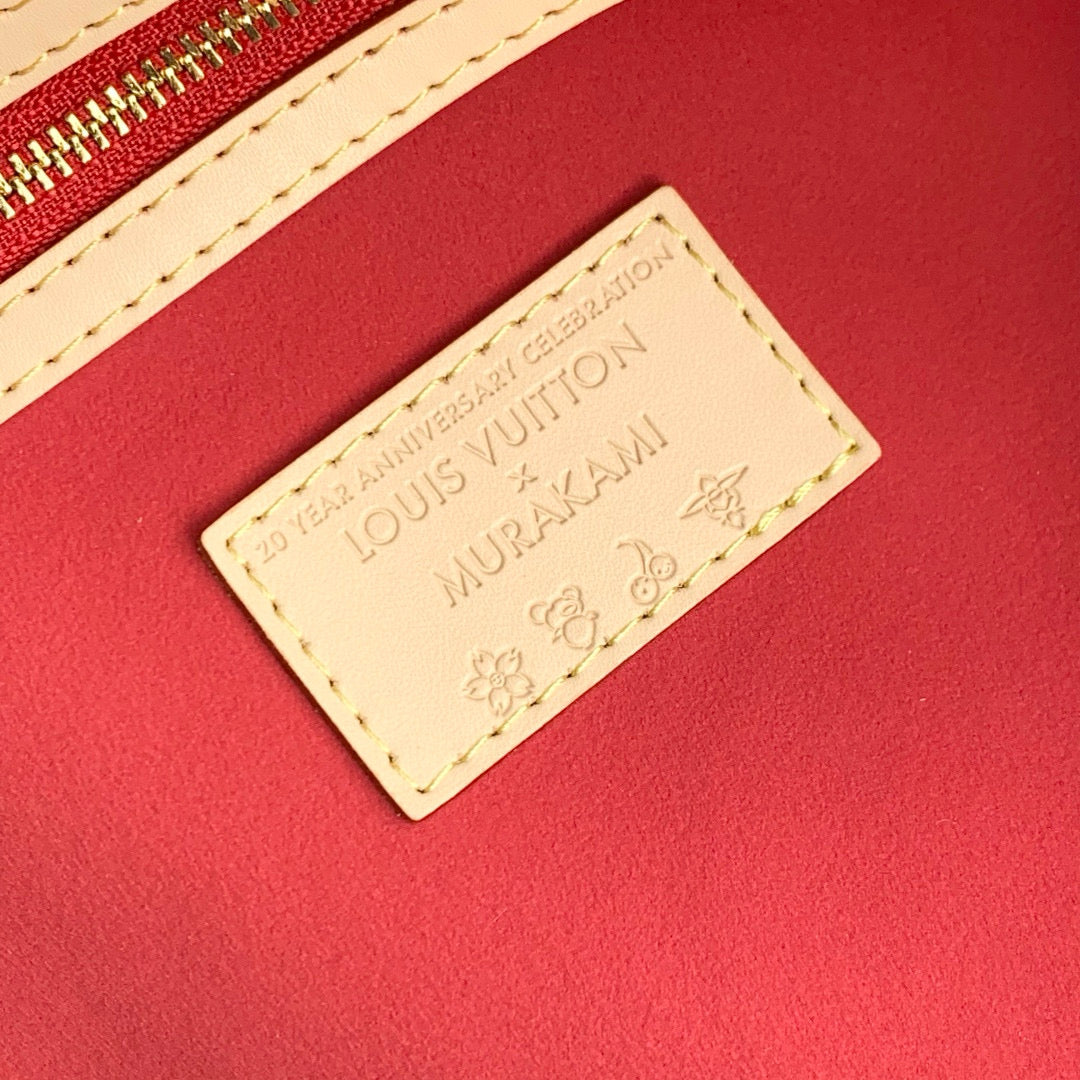 20 YEAR ANNIVERSARY CELEBRATION
LOUIS VUITTON
x
MURAKAMI